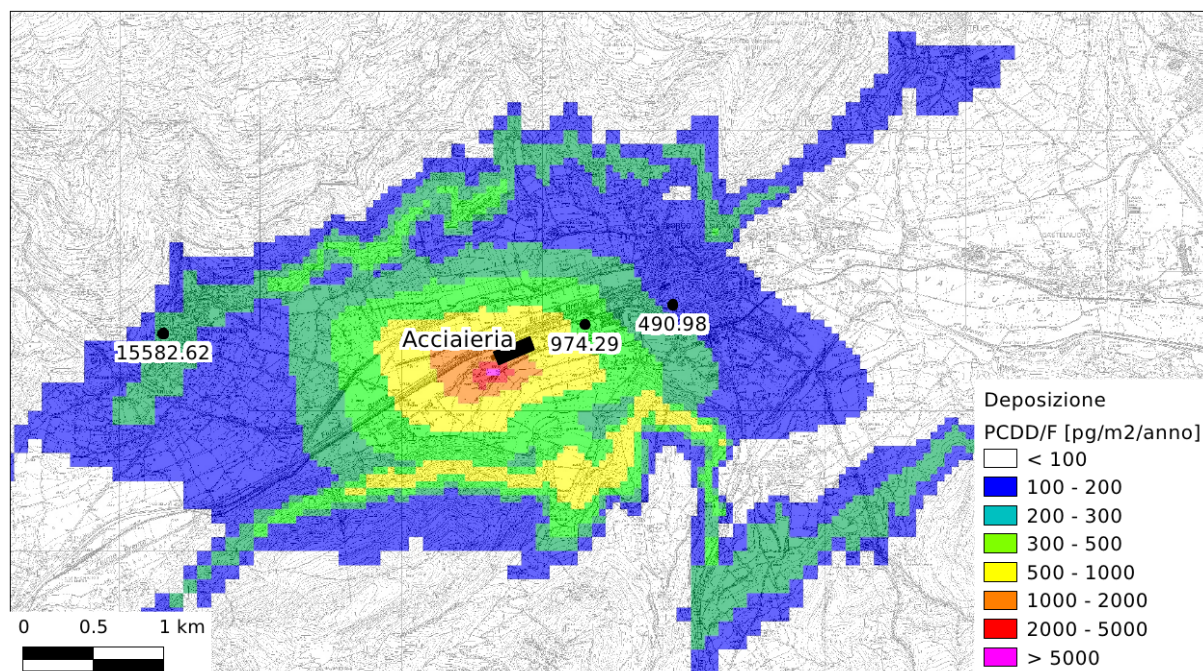 15582.62
Acciaieria
974.29
490.98
Deposizione
PCDD/F [pg/m2/anno]
< 100
100 - 200
200 - 300
300 - 500
500 - 1000
1000 - 2000
2000 - 5000
> 5000
0 0.5 1 km